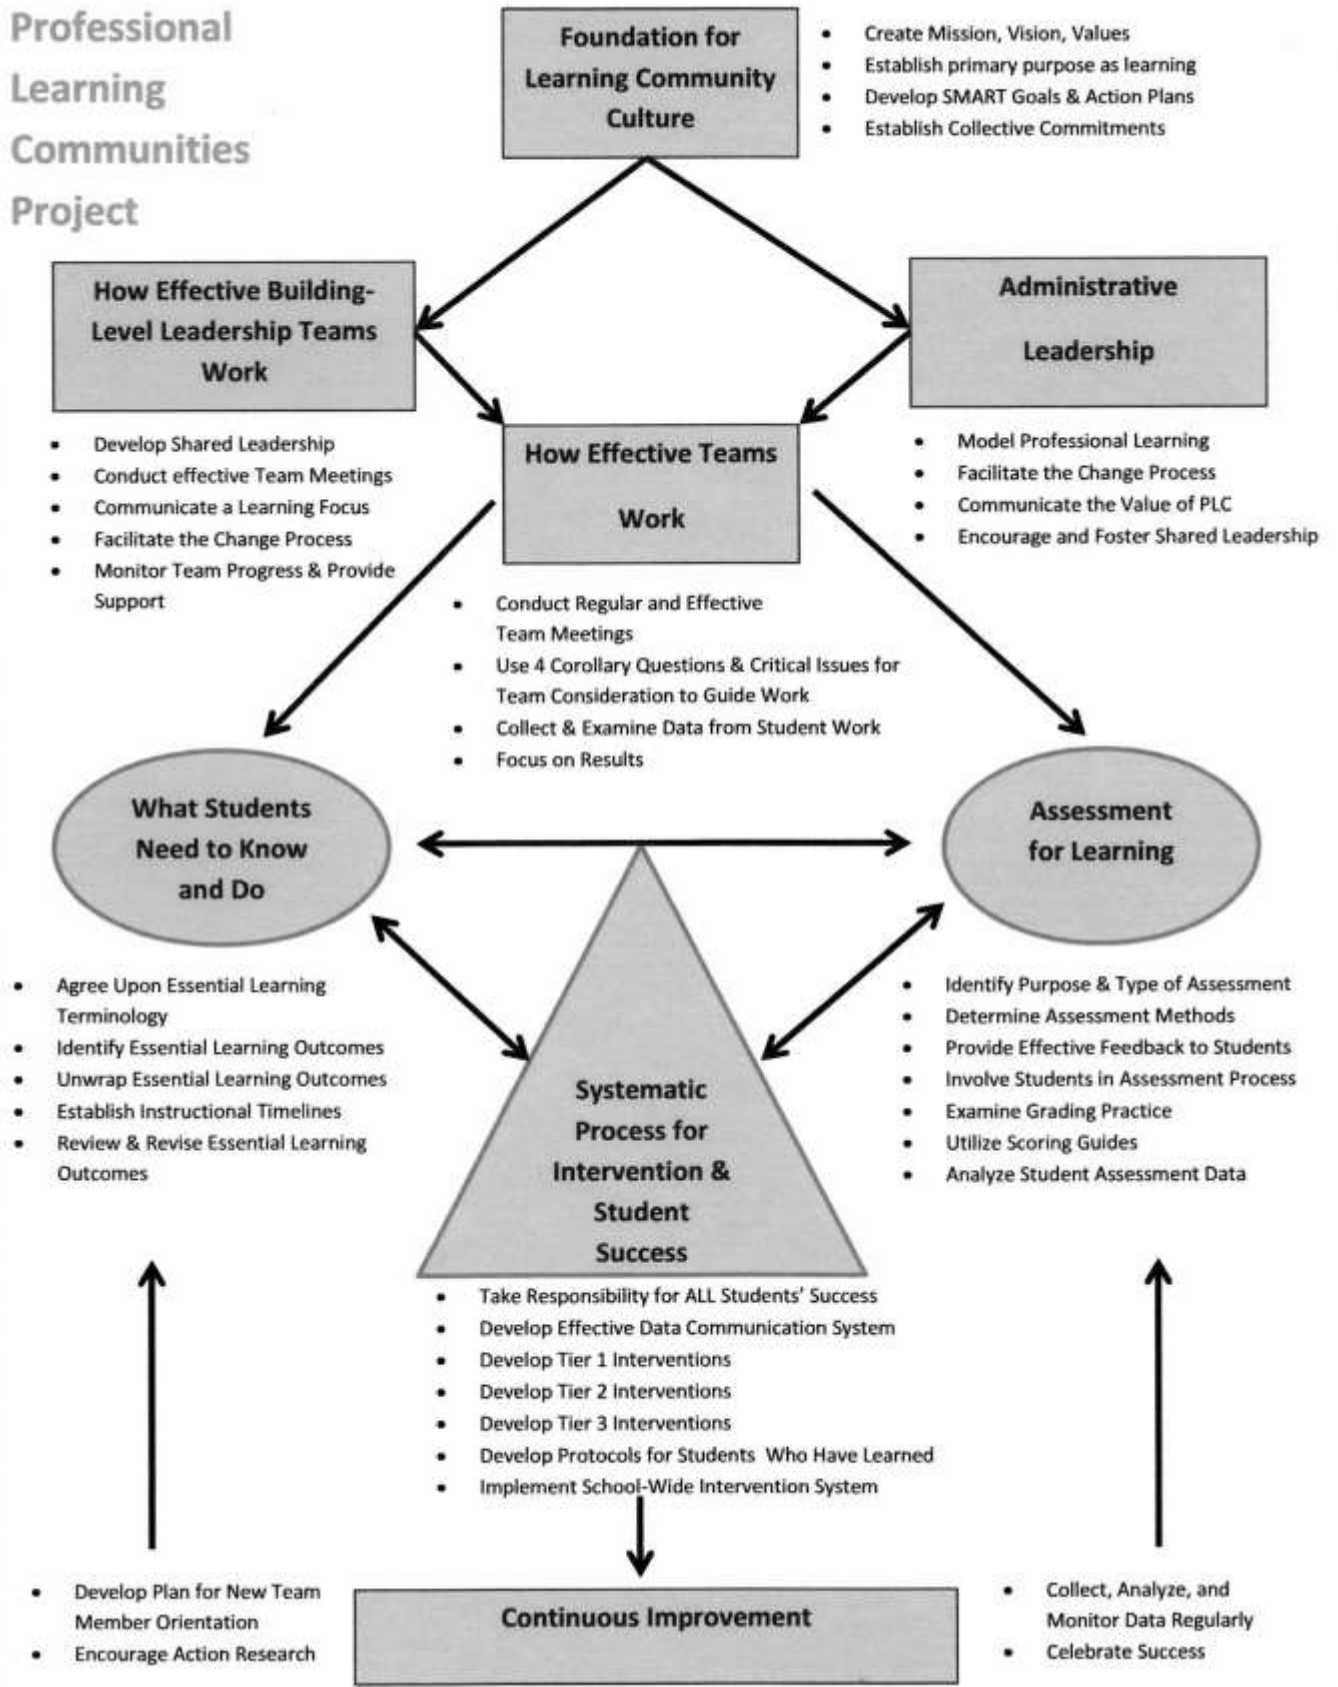 Professional
Learning
Communities
Project
Foundation for
Learning Community
Culture
• Create Mission, Vision, Values
• Establish primary purpose as learning
• Develop SMART Goals & Action Plans
• Establish Collective Commitments
How Effective Building-
Level Leadership Teams
Work
• Develop Shared Leadership
• Conduct effective Team Meetings
• Communicate a Learning Focus
• Facilitate the Change Process
• Monitor Team Progress & Provide
Support
Administrative
Leadership
• Model Professional Learning
• Facilitate the Change Process
• Communicate the Value of PLC
• Encourage and Foster Shared Leadership
How Effective Teams
Work
• Conduct Regular and Effective
Team Meetings
• Use 4 Corollary Questions & Critical Issues for
Team Consideration to Guide Work
• Collect & Examine Data from Student Work
• Focus on Results
What Students
Need to Know
and Do
• Agree Upon Essential Learning
Terminology
• Identify Essential Learning Outcomes
• Unwrap Essential Learning Outcomes
• Establish Instructional Timelines
• Review & Revise Essential Learning
Outcomes
Assessment
for Learning
• Identify Purpose & Type of Assessment
• Determine Assessment Methods
• Provide Effective Feedback to Students
• Involve Students in Assessment Process
• Examine Grading Practice
• Utilize Scoring Guides
• Analyze Student Assessment Data
Systematic
Process for
Intervention &
Student
Success
• Take Responsibility for ALL Students’ Success
• Develop Effective Data Communication System
• Develop Tier 1 Interventions
• Develop Tier 2 Interventions
• Develop Tier 3 Interventions
• Develop Protocols for Students Who Have Learned
• Implement School-Wide Intervention System
• Develop Plan for New Team
Member Orientation
• Encourage Action Research
Continuous Improvement
• Collect, Analyze, and
Monitor Data Regularly
• Celebrate Success